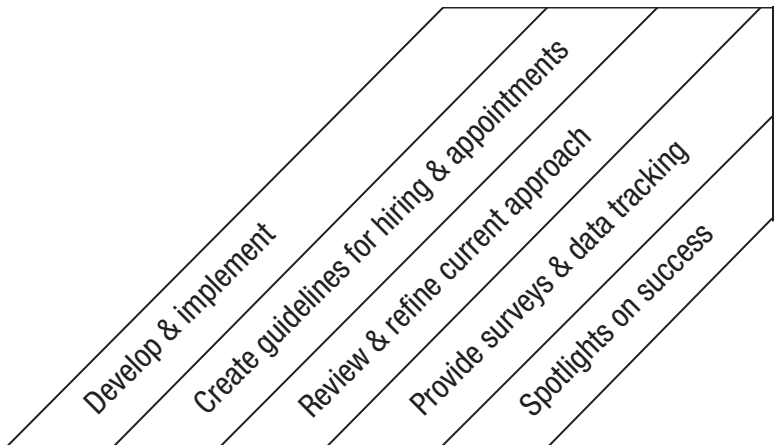 Develop & implement
Create guidelines for hiring & appointments
Review & refine current approach
Provide surveys & data tracking
Spotlights on success